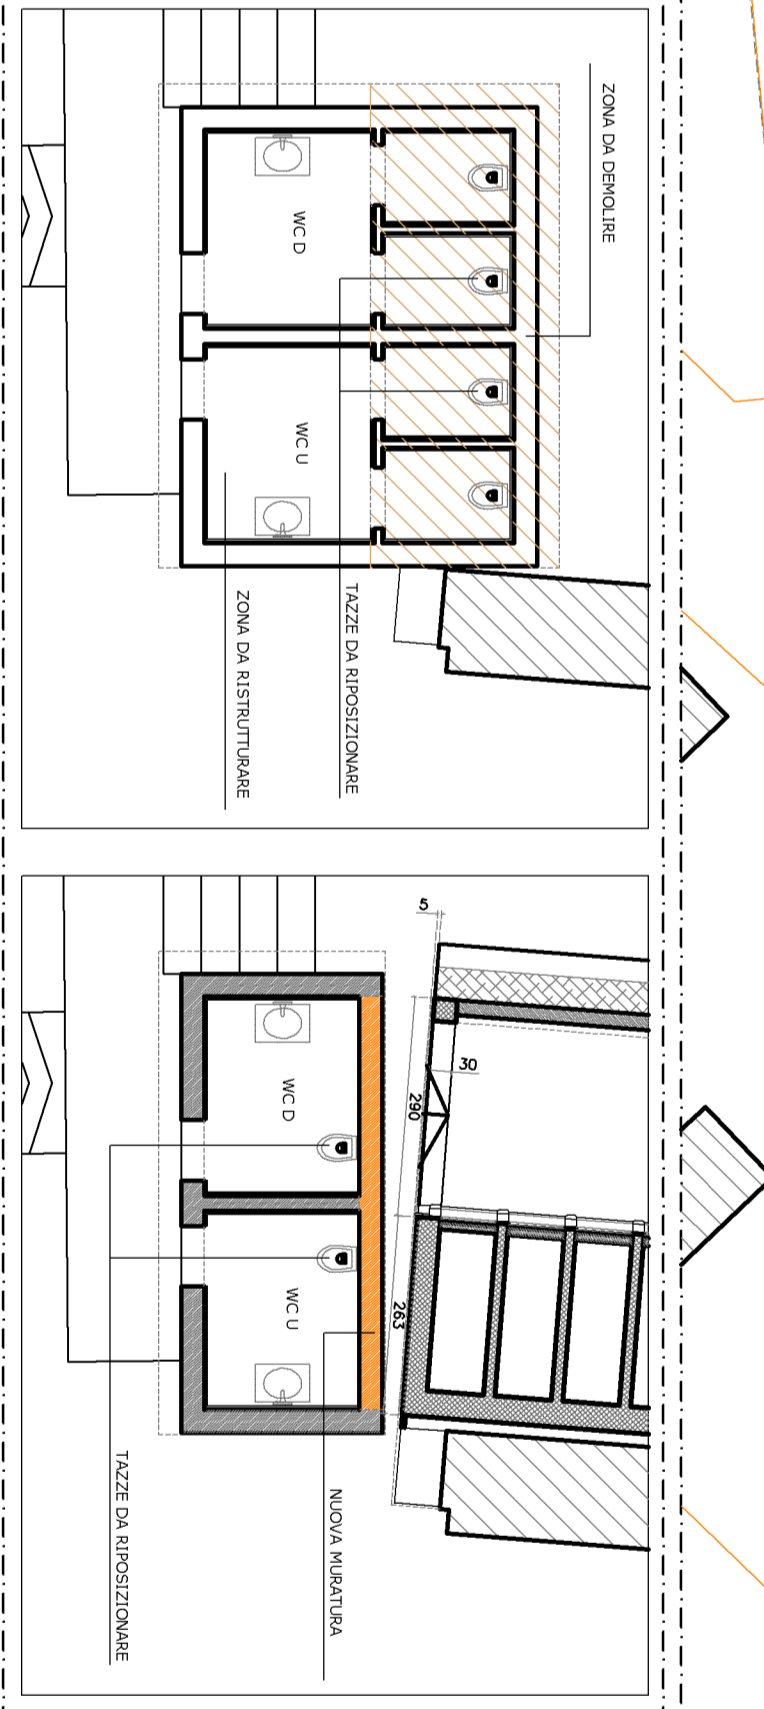 ZONA DA DEMOLIRE
WC D
WC U
TAZZE DA RIPOSIZIONARE
ZONA DA RISTRUTTURARE
5
30
290
263
WC D
WC U
NUOVA MURATURA
TAZZE DA RIPOSIZIONARE